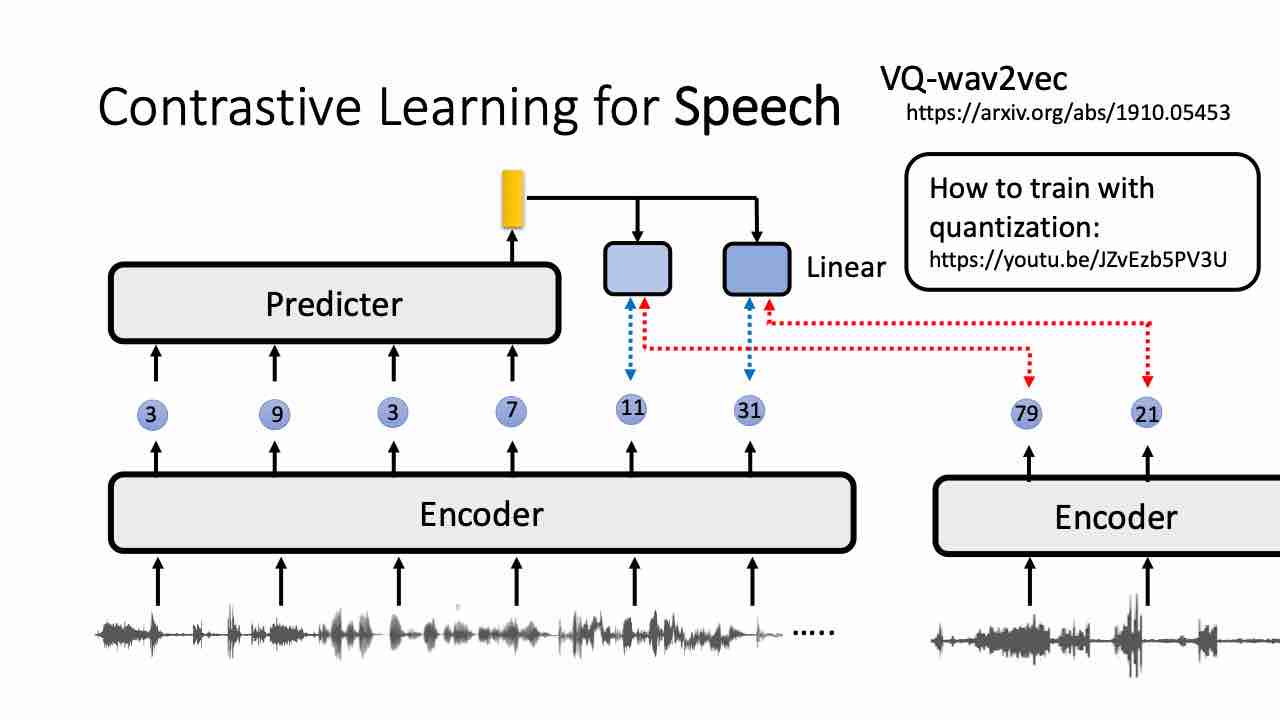 Contrastive Learning for Speech
VQ-wav2vec
https://arxiv.org/abs/1910.05453
How to train with
quantization:
https://youtu.be/JZvEzb5PV3U
Linear
Predicter
3 9 3 7 11 31 79 21
Encoder Encoder
.....